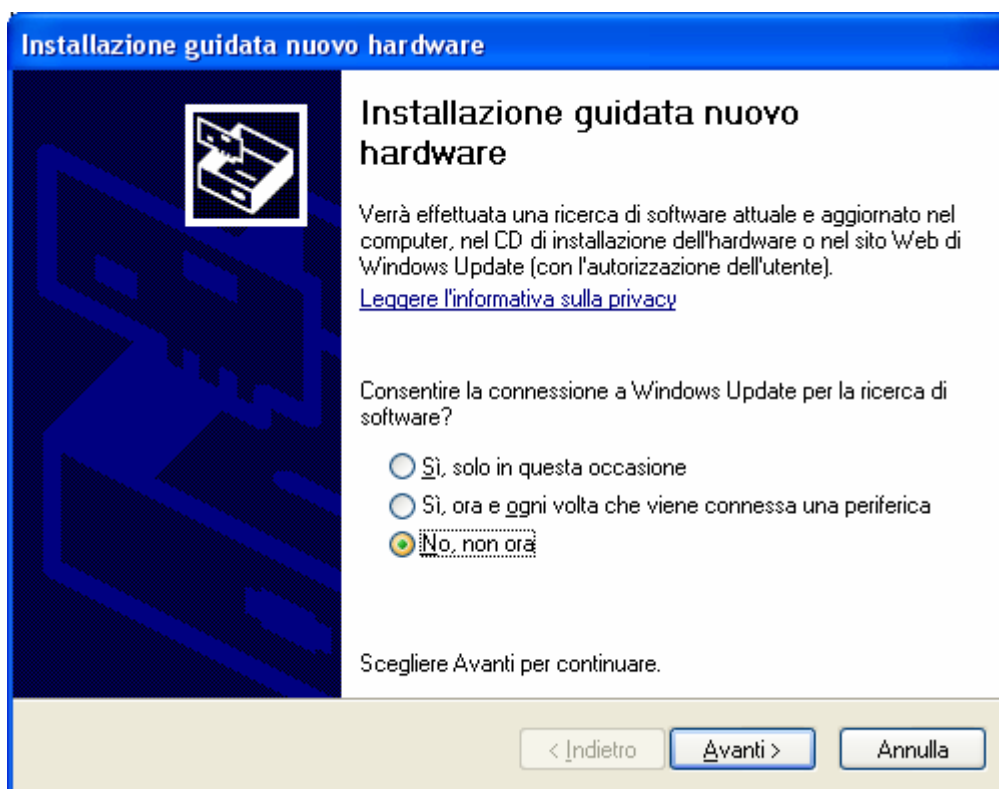 Installazione guidata nuovo hardware
Installazione guidata nuovo
hardware
Verrà effettuata una ricerca di software attuale e aggiornato nel
computer, nel CD di installazione dell'hardware o nel sito Web di
Windows Update (con l'autorizzazione dell'utente).
Leggere l'informativa sulla privacy
Consentire la connessione a Windows Update per la ricerca di
software?
Sì, solo in questa occasione
Sì, ora e ogni volta che viene connessa una periferica
No, non ora
Scegliere Avanti per continuare.
< Indietro
Avanti >
Annulla